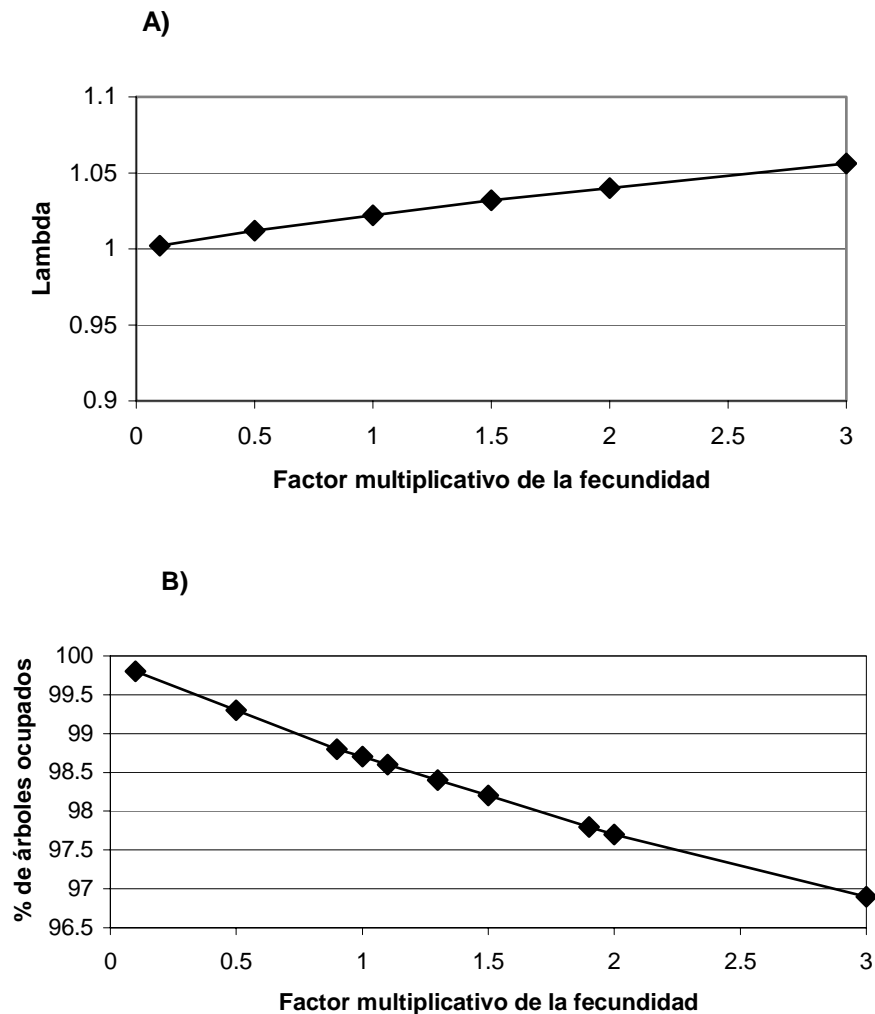 A)
1.1
1.05
1
0.95
0.9
Lambda
0 0.5 1 1.5 2 2.5 3
Factor multiplicativo de la fecundidad
B)
100
99.5
99
98.5
98
97.5
97
96.5
% de árboles ocupados
0 0.5 1 1.5 2 2.5 3
Factor multiplicativo de la fecundidad